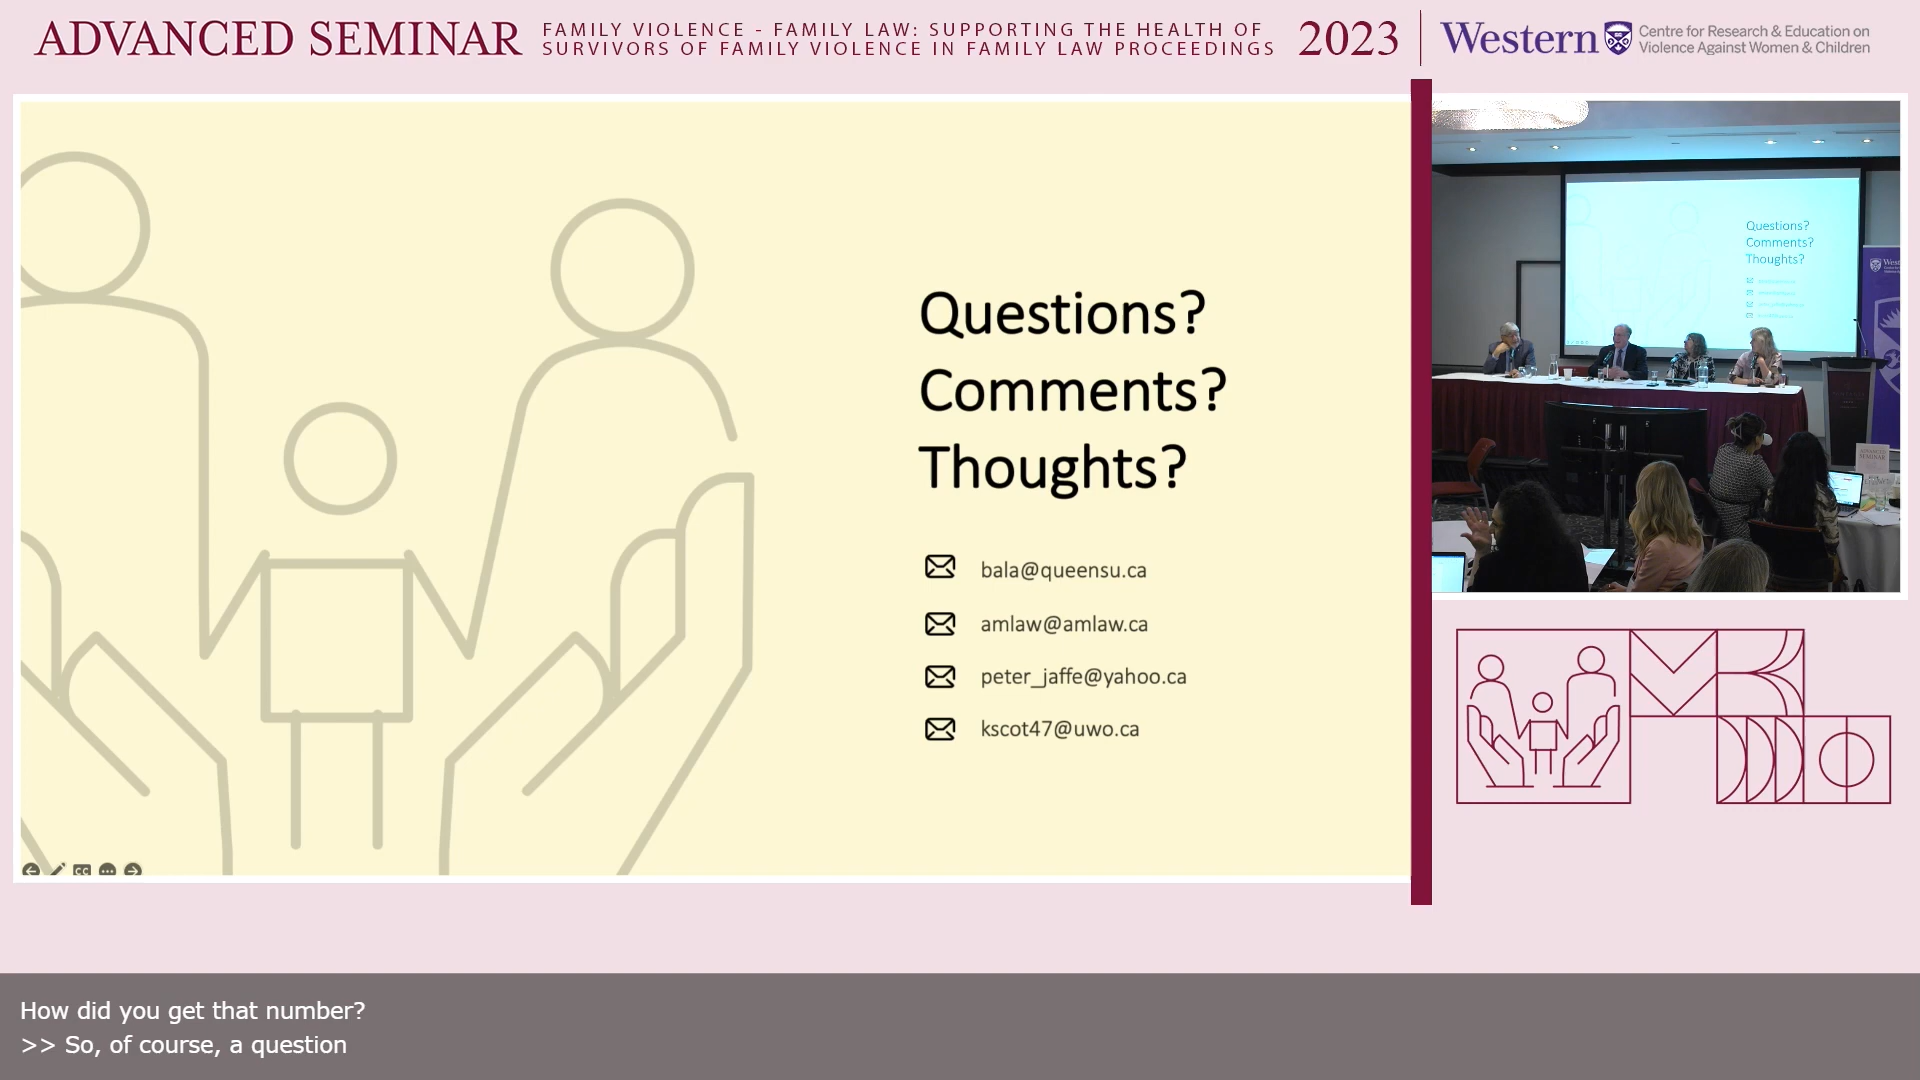 ADVANCED SEMINAR
FAMILY VIOLENCE - FAMILY LAW: SUPPORTING THE HEALTH OF
SURVIVORS OF FAMILY VIOLENCE IN FAMILY LAW PROCEEDINGS
2023
Western
Centre for Research & Education on
Violence Against Women & Children
Questions?
Comments?
Thoughts?
bala@queensu.ca
amlaw@amlaw.ca
peter_jaffe@yahoo.ca
kscot47@uwo.ca
CC
Questions?
Comments?
Thoughts?
How did you get that number?
>> So, of course, a question